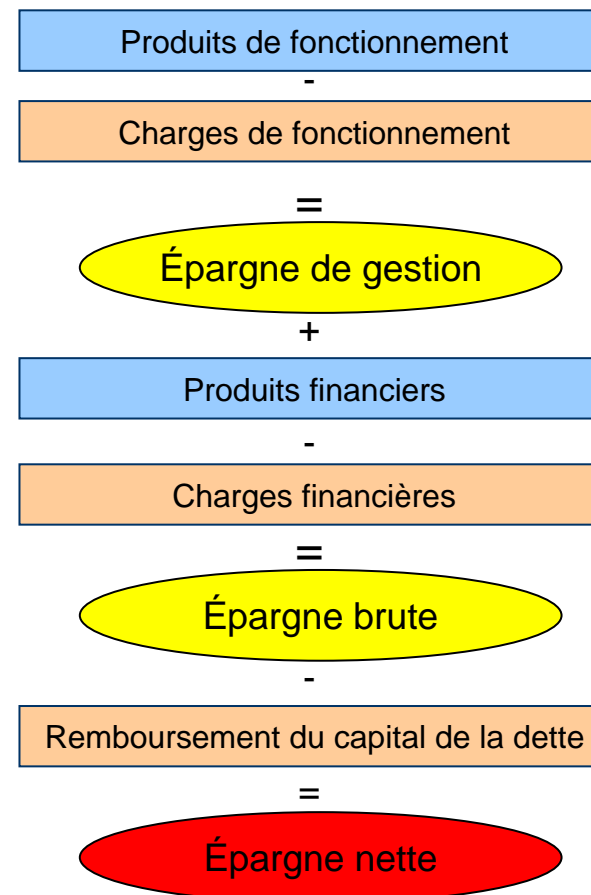 Produits de fonctionnement
-
Charges de fonctionnement
=
Épargne de gestion
+
Produits financiers
-
Charges financières
=
Épargne brute
-
Remboursement du capital de la dette
=
Épargne nette